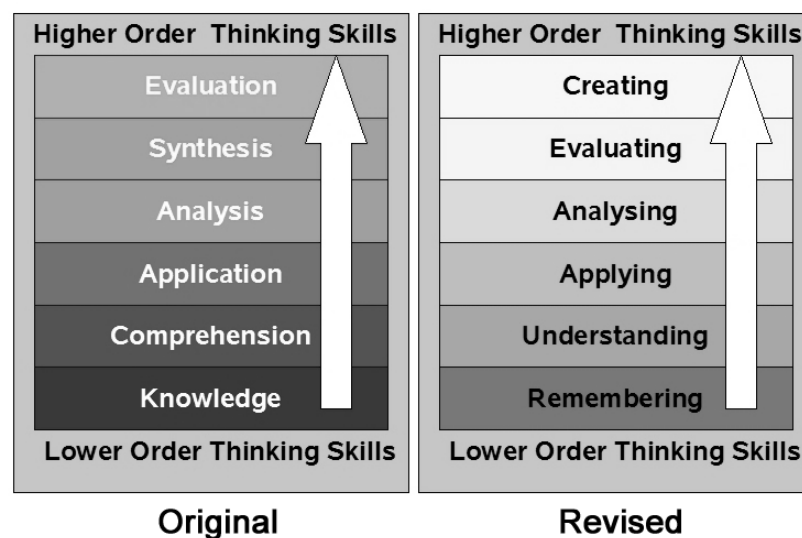 Higher Order Thinking Skills
Evaluation
Synthesis
Analysis
Application
Comprehension
Knowledge
Lower Order Thinking Skills
Original
Higher Order Thinking Skills
Creating
Evaluating
Analysing
Applying
Understanding
Remembering
Lower Order Thinking Skills
Revised